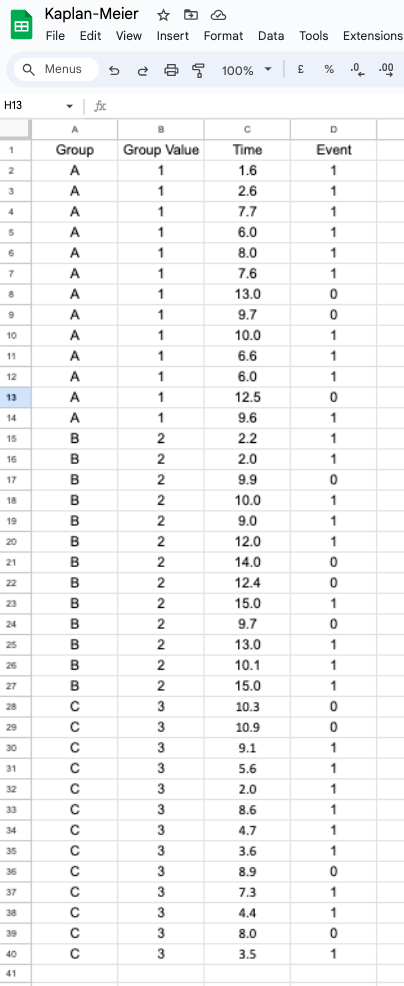 Kaplan-Meier
File Edit View Insert Format Data Tools Extensions
Menus 100% £ % .0 .00
H13 fx
A B C D
1 Group Group Value Time Event
2 A 1 1.6 1
3 A 1 2.6 1
4 A 1 7.7 1
5 A 1 6.0 1
6 A 1 8.0 1
7 A 1 7.6 1
8 A 1 13.0 0
9 A 1 9.7 0
10 A 1 10.0 1
11 A 1 6.6 1
12 A 1 6.0 1
13 A 1 12.5 0
14 A 1 9.6 1
15 B 2 2.2 1
16 B 2 2.0 1
17 B 2 9.9 0
18 B 2 10.0 1
19 B 2 9.0 1
20 B 2 12.0 1
21 B 2 14.0 0
22 B 2 12.4 0
23 B 2 15.0 1
24 B 2 9.7 0
25 B 2 13.0 1
26 B 2 10.1 1
27 B 2 15.0 1
28 C 3 10.3 0
29 C 3 10.9 0
30 C 3 9.1 1
31 C 3 5.6 1
32 C 3 2.0 1
33 C 3 8.6 1
34 C 3 4.7 1
35 C 3 3.6 1
36 C 3 8.9 0
37 C 3 7.3 1
38 C 3 4.4 1
39 C 3 8.0 0
40 C 3 3.5 1
41